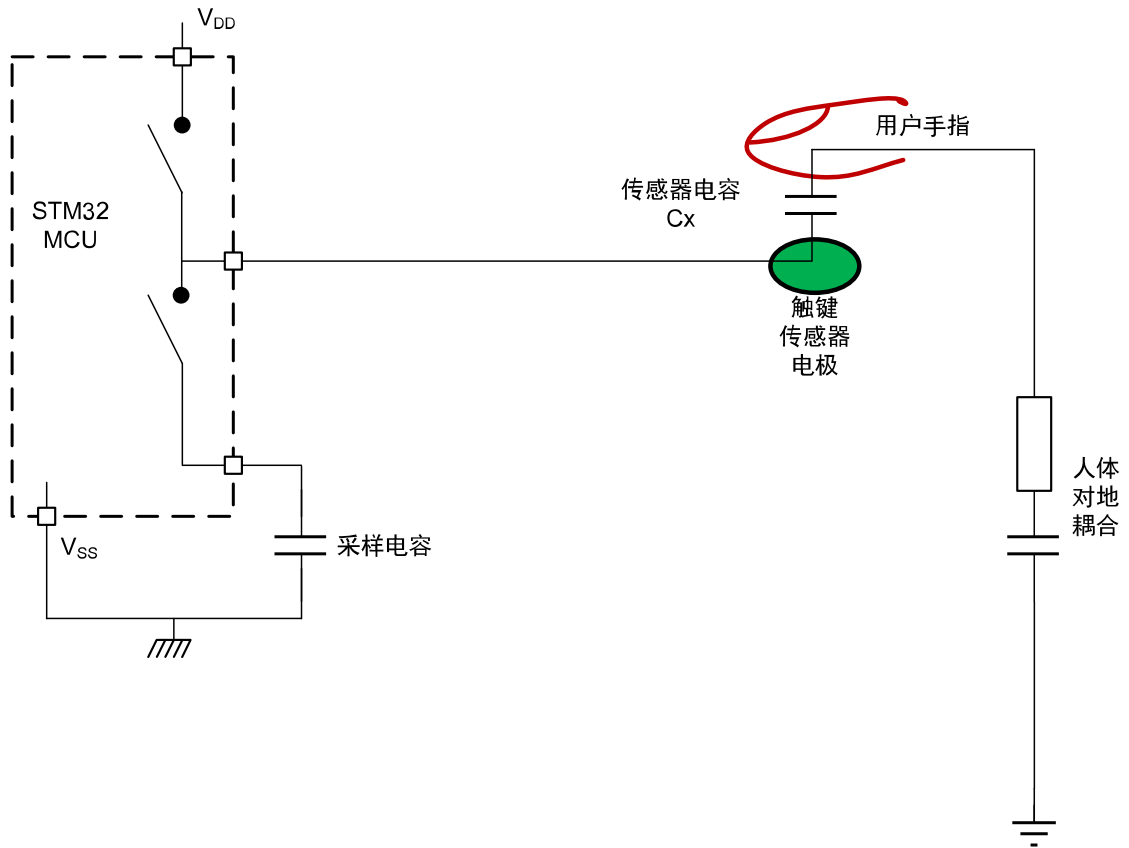 VDD
STM32
MCU
用户手指
传感器电容
Cx
触键
传感器
电极
人体
对地
耦合
VSS
采样电容